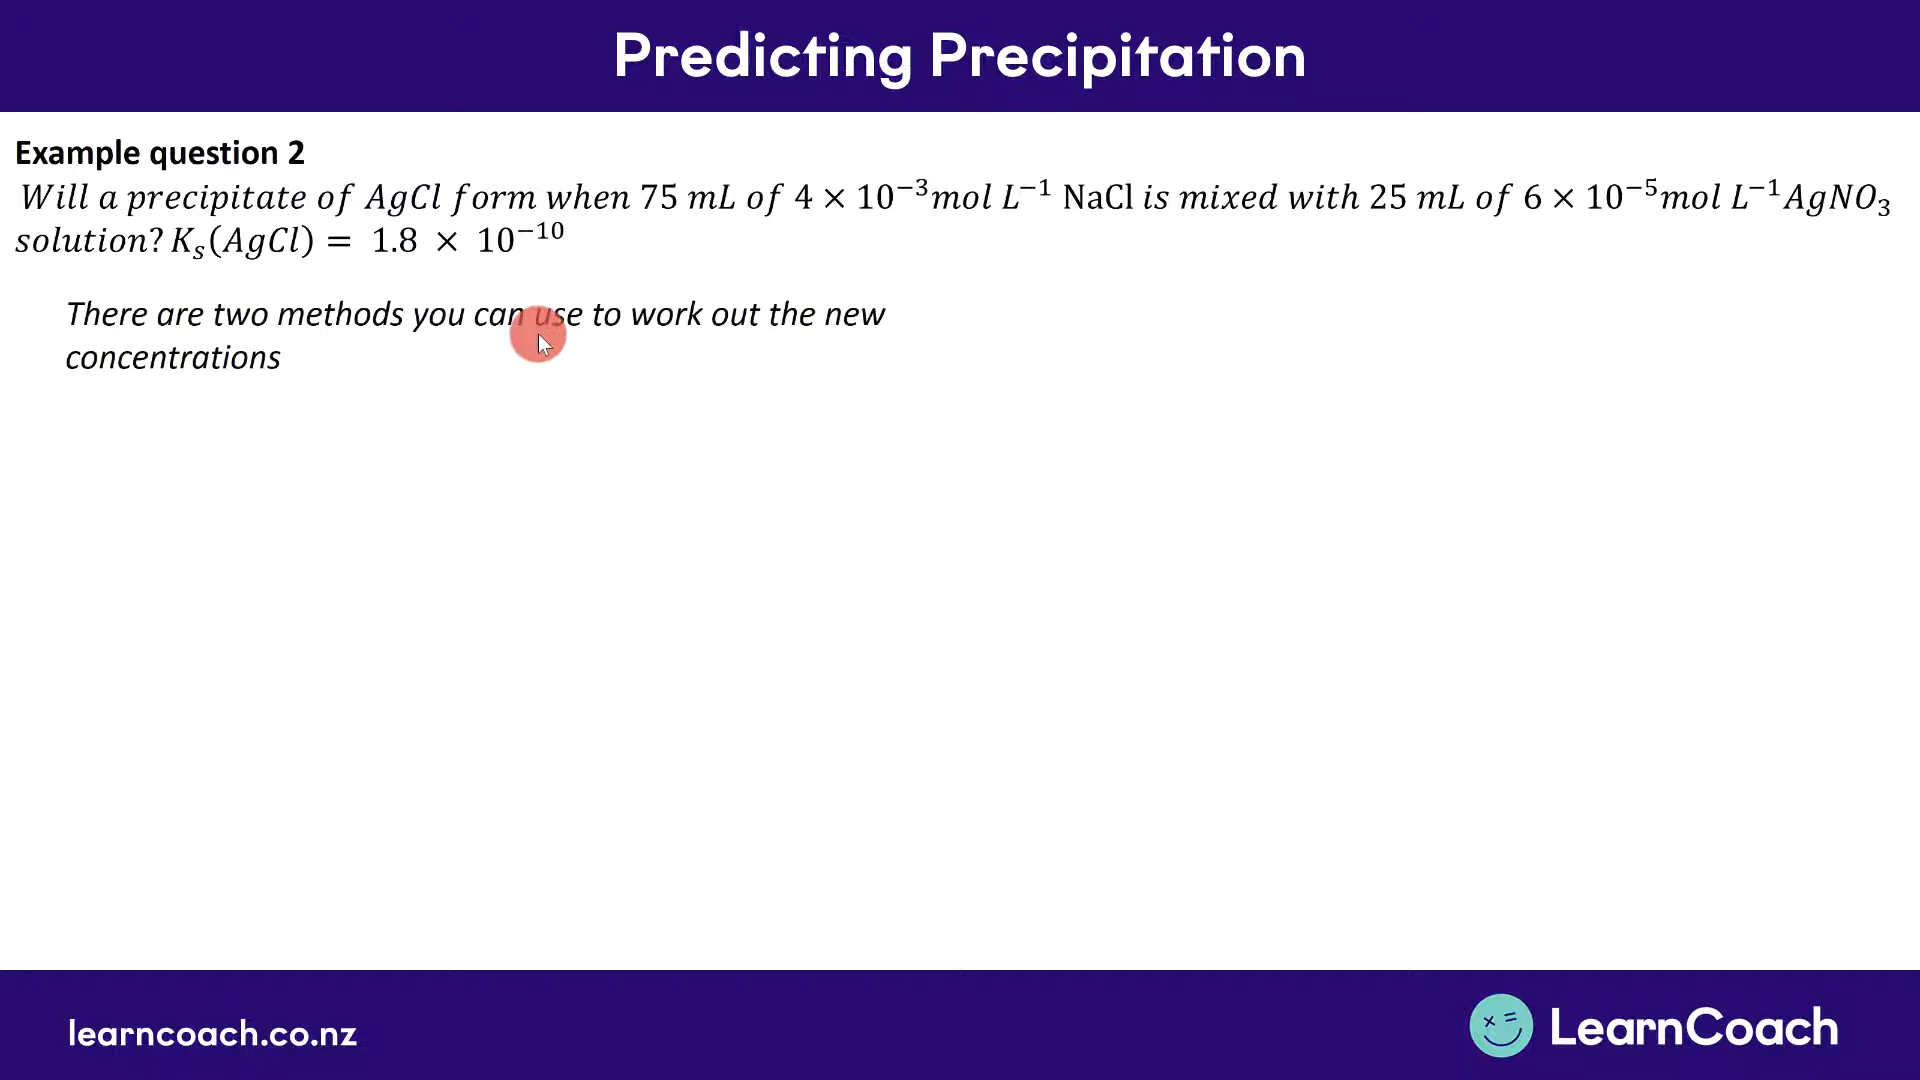 Predicting Precipitation
Example question 2
Will a precipitate of AgCl form when 75 mL of 4 × 10⁻³mol L⁻¹ NaCl is mixed with 25 mL of 6 × 10⁻⁵mol L⁻¹AgNO₃
solution? Kₛ(AgCl) = 1.8 × 10⁻¹⁰
There are two methods you can use to work out the new
concentrations
learncoach.co.nz
LearnCoach